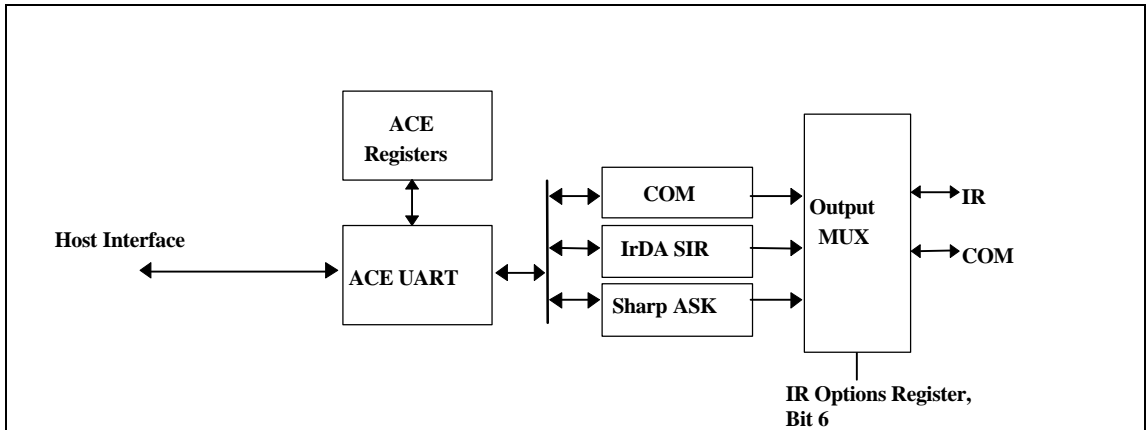 ACE
Registers
Host Interface
ACE UART
COM
IrDA SIR
Sharp ASK
Output
MUX
IR
COM
IR Options Register,
Bit 6